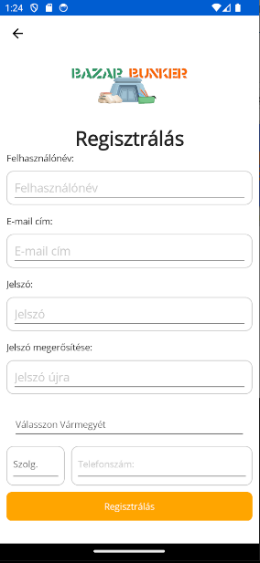 1:24
BAZAR BUNKER
Regisztrálás
Felhasználónév:
Felhasználónév
E-mail cím:
E-mail cím
Jelszó:
Jelszó
Jelszó megerősítése:
Jelszó újra
Válasszon Vármegyét
Szolg. Telefonszám:
Regisztrálás